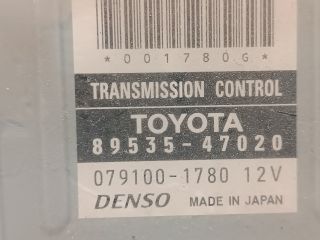 *001780G*
TRANSMISSION CONTROL
TOYOTA
89535-47020
079100-1780 12V
DENSO MADE IN JAPAN